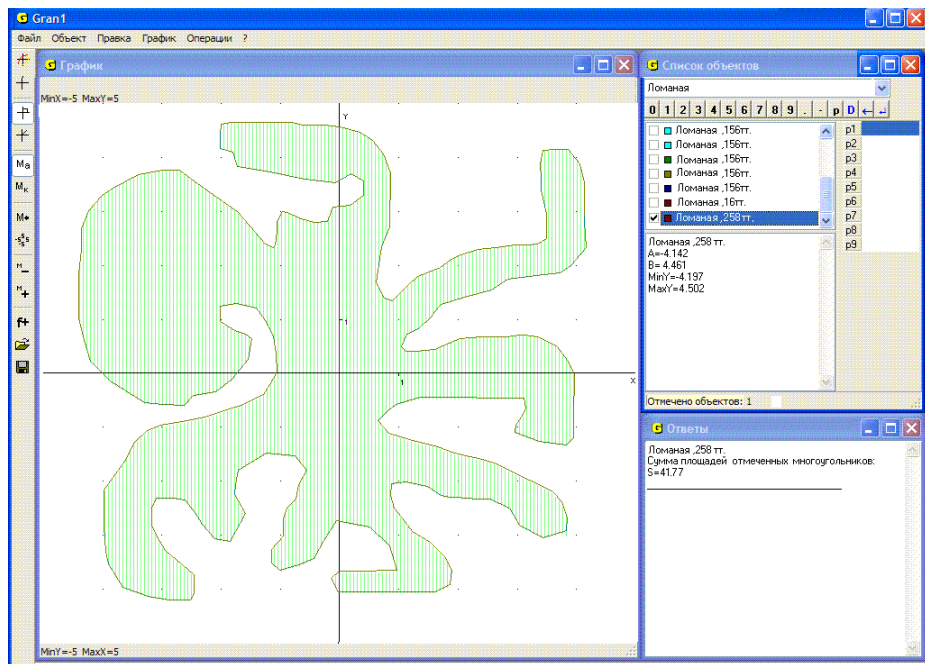 Gran1
Файл Объект Правка График Операции ?
График
MinX=-5 MaxY=5
Y
1
1
X
MinY=-5 MaxX=5
Ma
Mк
M*
M
M
f+
Список объектов
Ломаная
0 1 2 3 4 5 6 7 8 9 . - p D ← ↵
Ломаная ,156тт.
Ломаная ,156тт.
Ломаная ,156тт.
Ломаная ,156тт.
Ломаная ,156тт.
Ломаная ,16тт.
Ломаная ,258тт.
p1
p2
p3
p4
p5
p6
p7
p8
p9
Ломаная ,258 тт.
A=-4.142
B= 4.461
MinY=-4.197
MaxY=4.502
Отмечено объектов: 1
Ответы
Ломаная ,258 тт.
Сумма площадей отмеченных многоугольников:
S=41.77